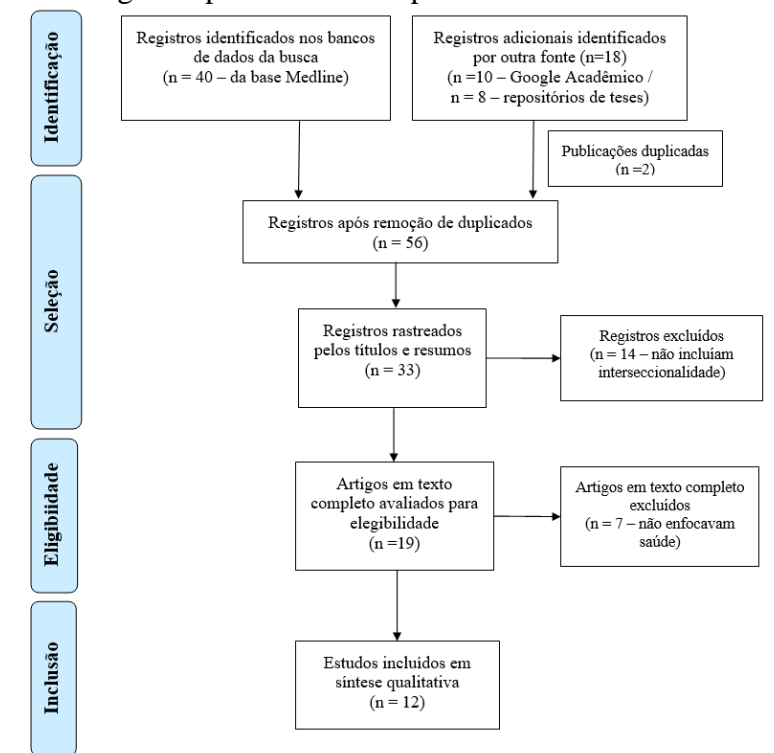 Identificação
Registros identificados nos bancos
de dados da busca
(n = 40 – da base Medline)
Registros adicionais identificados
por outra fonte (n=18)
(n =10 – Google Acadêmico /
n = 8 – repositórios de teses)
Publicações duplicadas
(n =2)
Seleção
Registros após remoção de duplicados
(n = 56)
Registros rastreados
pelos títulos e resumos
(n = 33)
Registros excluídos
(n = 14 – não incluíam
interseccionalidade)
Eligibiidade
Artigos em texto
completo avaliados para
elegibilidade
(n =19)
Artigos em texto completo
excluídos
(n = 7 – não enfocavam
saúde)
Inclusão
Estudos incluídos em
síntese qualitativa
(n = 12)